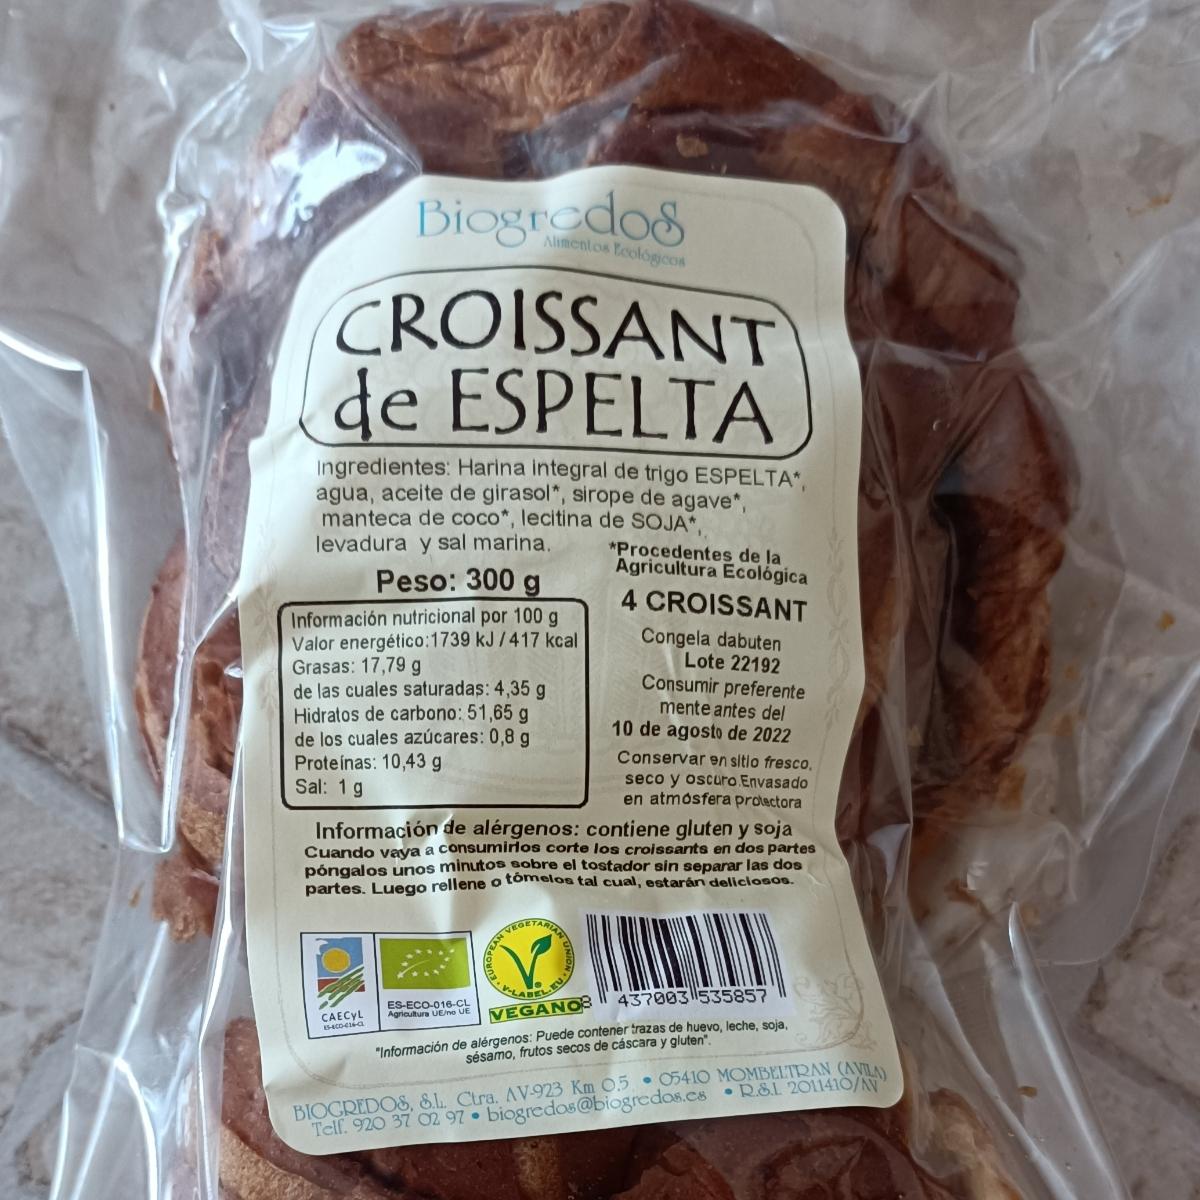 BiogredoS
Alimentos Ecológicos
CROISSANT
de ESPELTA
Ingredientes: Harina integral de trigo ESPELTA*,
agua, aceite de girasol*, sirope de agave*,
manteca de coco*, lecitina de SOJA*,
levadura y sal marina.
*Procedentes de la
Agricultura Ecológica
Peso: 300 g
Información nutricional por 100 g
Valor energético:1739 kJ / 417 kcal
Grasas: 17,79 g
de las cuales saturadas: 4,35 g
Hidratos de carbono: 51,65 g
de los cuales azúcares: 0,8 g
Proteínas: 10,43 g
Sal: 1 g
4 CROISSANT
Congela dabuten
Lote 22192
Consumir preferente
mente antes del
10 de agosto de 2022
Conservar en sitio fresco,
seco y oscuro.Envasado
en atmósfera protectora
Información de alérgenos: contiene gluten y soja
Cuando vaya a consumirlos corte los croissants en dos partes
póngalos unos minutos sobre el tostador sin separar las dos
partes. Luego rellene o tómelos tal cual, estarán deliciosos.
CAECyL
ES-ECO-016-CL
ES-ECO-016-CL
Agricultura UE/no UE
EUROPEAN VEGETARIAN UNION
V-LABEL.EU
VEGANO
8 437003 535857
"Información de alérgenos: Puede contener trazas de huevo, leche, soja,
sésamo, frutos secos de cáscara y gluten".
BIOGREDOS, S.L. Ctra. AV-923 Km 0.5. • 05410 MOMBELTRAN (AVILA)
Telf. 920 37 02 97 • biogredos@biogredos.es • R.S.I. 2011410/AV